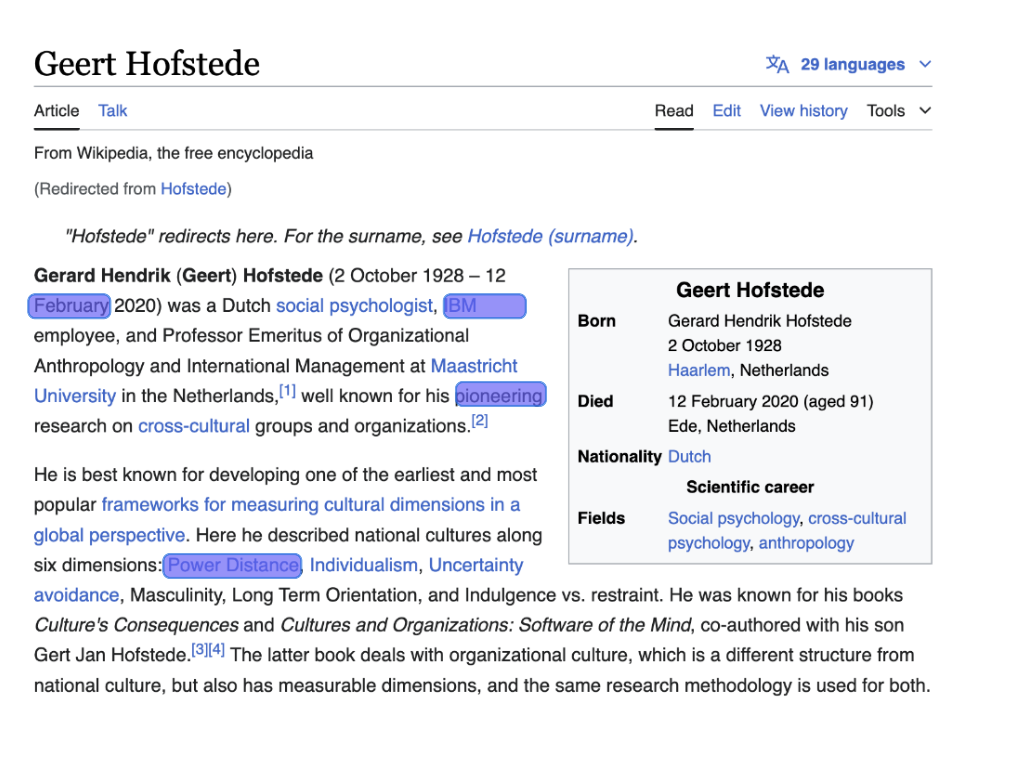 Geert Hofstede
29 languages
Article Talk Read Edit View history Tools
From Wikipedia, the free encyclopedia
(Redirected from Hofstede)
"Hofstede" redirects here. For the surname, see Hofstede (surname).
Gerard Hendrik (Geert) Hofstede (2 October 1928 – 12
February 2020) was a Dutch social psychologist, IBM
employee, and Professor Emeritus of Organizational
Anthropology and International Management at Maastricht
University in the Netherlands,[1] well known for his pioneering
research on cross-cultural groups and organizations.[2]
He is best known for developing one of the earliest and most
popular frameworks for measuring cultural dimensions in a
global perspective. Here he described national cultures along
six dimensions: Power Distance, Individualism, Uncertainty
avoidance, Masculinity, Long Term Orientation, and Indulgence vs. restraint. He was known for his books
Culture's Consequences and Cultures and Organizations: Software of the Mind, co-authored with his son
Gert Jan Hofstede.[3][4] The latter book deals with organizational culture, which is a different structure from
national culture, but also has measurable dimensions, and the same research methodology is used for both.
Geert Hofstede
Born Gerard Hendrik Hofstede
2 October 1928
Haarlem, Netherlands
Died 12 February 2020 (aged 91)
Ede, Netherlands
Nationality Dutch
Scientific career
Fields Social psychology, cross-cultural
psychology, anthropology